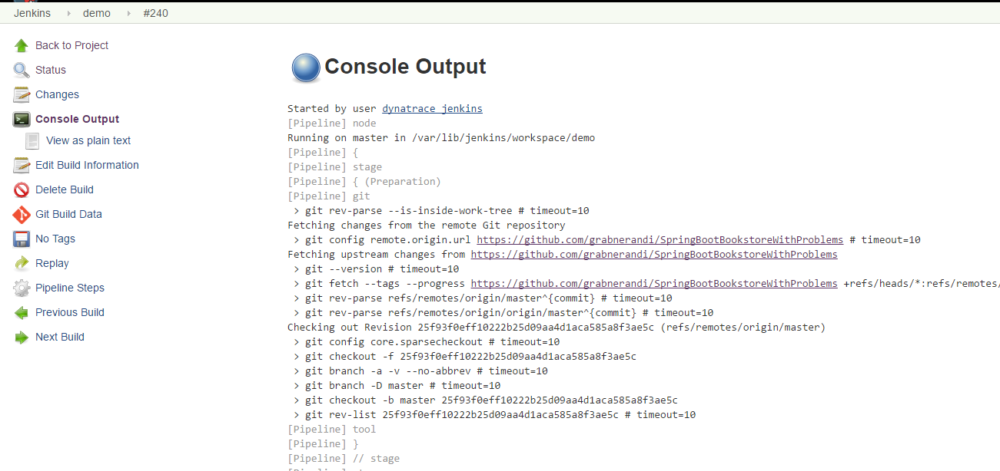 Jenkins demo #240
Back to Project
Status
Changes
Console Output
View as plain text
Edit Build Information
Delete Build
Git Build Data
No Tags
Replay
Pipeline Steps
Previous Build
Next Build
Console Output
Started by user dynatrace jenkins
[Pipeline] node
Running on master in /var/lib/jenkins/workspace/demo
[Pipeline] {
[Pipeline] stage
[Pipeline] { (Preparation)
[Pipeline] git
 > git rev-parse --is-inside-work-tree # timeout=10
Fetching changes from the remote Git repository
 > git config remote.origin.url https://github.com/grabnerandi/SpringBootBookstoreWithProblems # timeout=10
Fetching upstream changes from https://github.com/grabnerandi/SpringBootBookstoreWithProblems
 > git --version # timeout=10
 > git fetch --tags --progress https://github.com/grabnerandi/SpringBootBookstoreWithProblems +refs/heads/*:refs/remotes/
 > git rev-parse refs/remotes/origin/master^{commit} # timeout=10
 > git rev-parse refs/remotes/origin/origin/master^{commit} # timeout=10
Checking out Revision 25f93f0eff10222b25d09aa4d1aca585a8f3ae5c (refs/remotes/origin/master)
 > git config core.sparsecheckout # timeout=10
 > git checkout -f 25f93f0eff10222b25d09aa4d1aca585a8f3ae5c
 > git branch -a -v --no-abbrev # timeout=10
 > git branch -D master # timeout=10
 > git checkout -b master 25f93f0eff10222b25d09aa4d1aca585a8f3ae5c
 > git rev-list 25f93f0eff10222b25d09aa4d1aca585a8f3ae5c # timeout=10
[Pipeline] tool
[Pipeline] }
[Pipeline] // stage